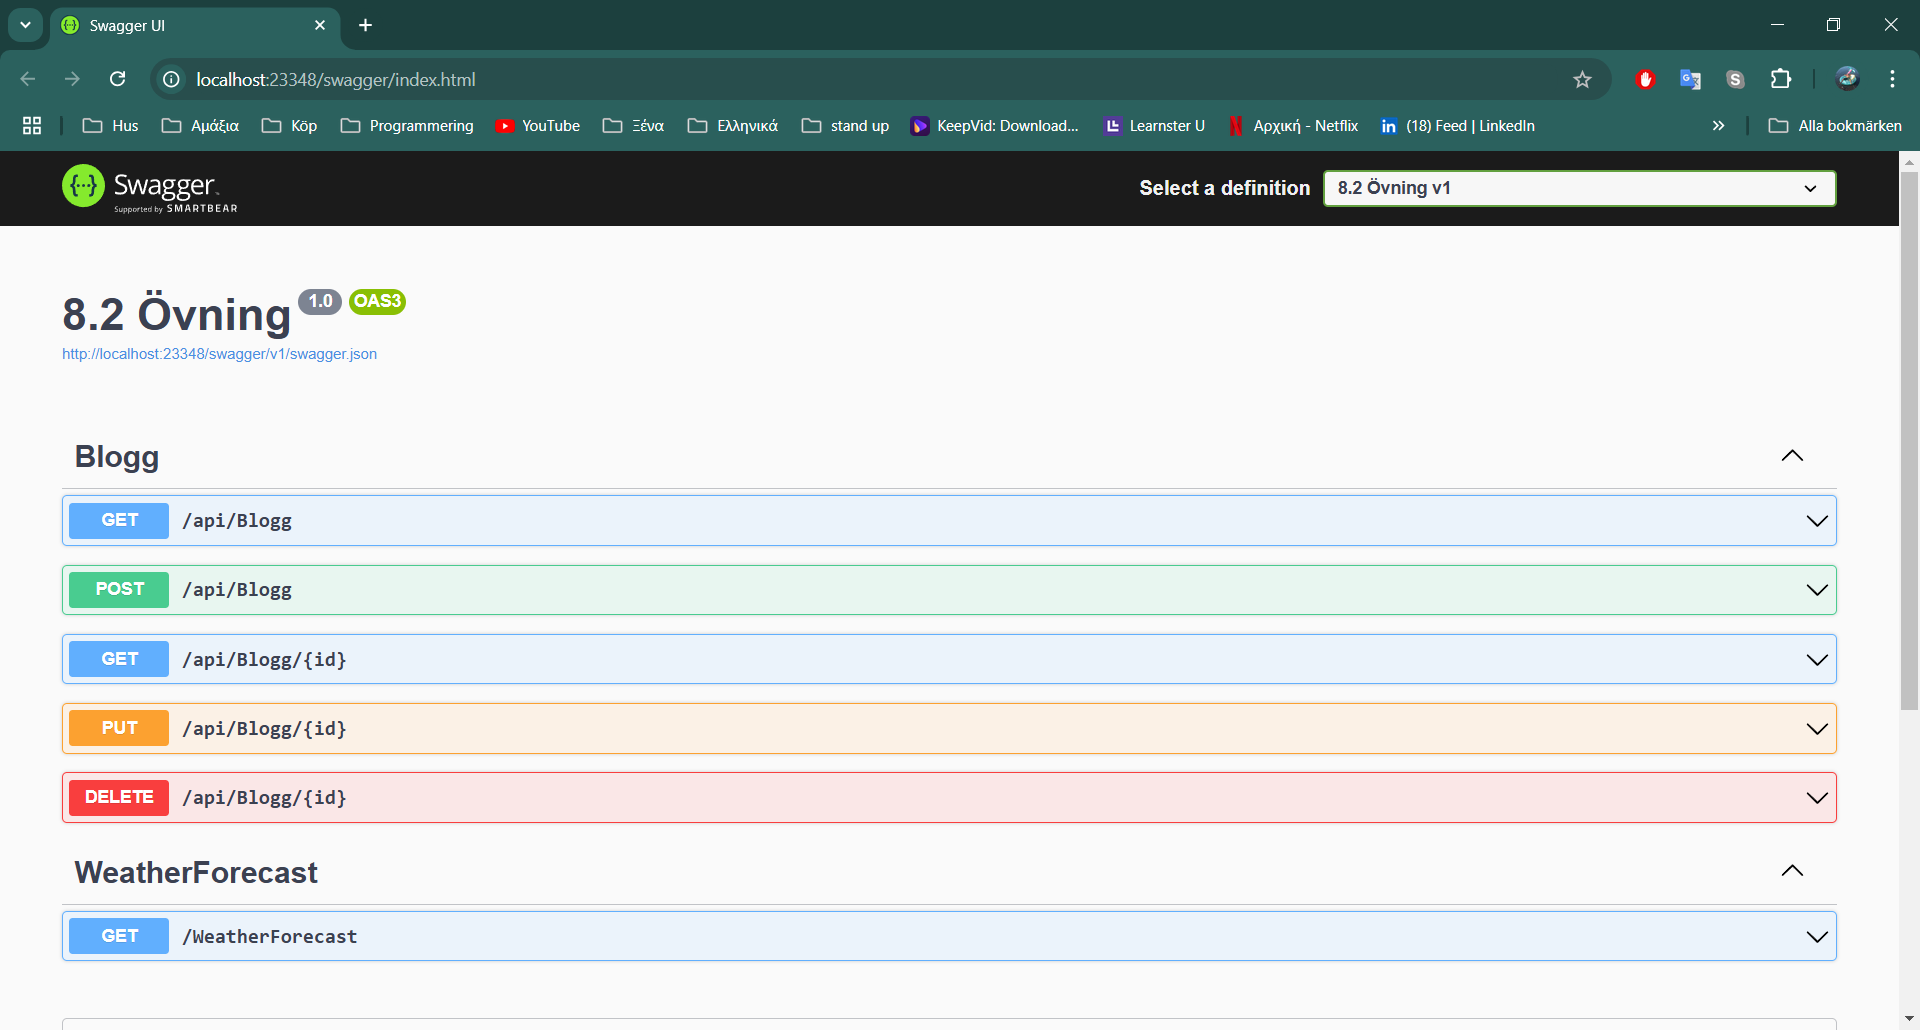 Swagger UI
localhost:23348/swagger/index.html
Hus
Αμάξια
Köp
Programmering
YouTube
Ξένα
Ελληνικά
stand up
KeepVid: Download...
Learnster U
Αρχική - Netflix
(18) Feed | LinkedIn
Alla bokmärken
Swagger
Supported by SMARTBEAR
Select a definition
8.2 Övning v1
8.2 Övning 1.0 OAS3
http://localhost:23348/swagger/v1/swagger.json
Blogg
GET /api/Blogg
POST /api/Blogg
GET /api/Blogg/{id}
PUT /api/Blogg/{id}
DELETE /api/Blogg/{id}
WeatherForecast
GET /WeatherForecast